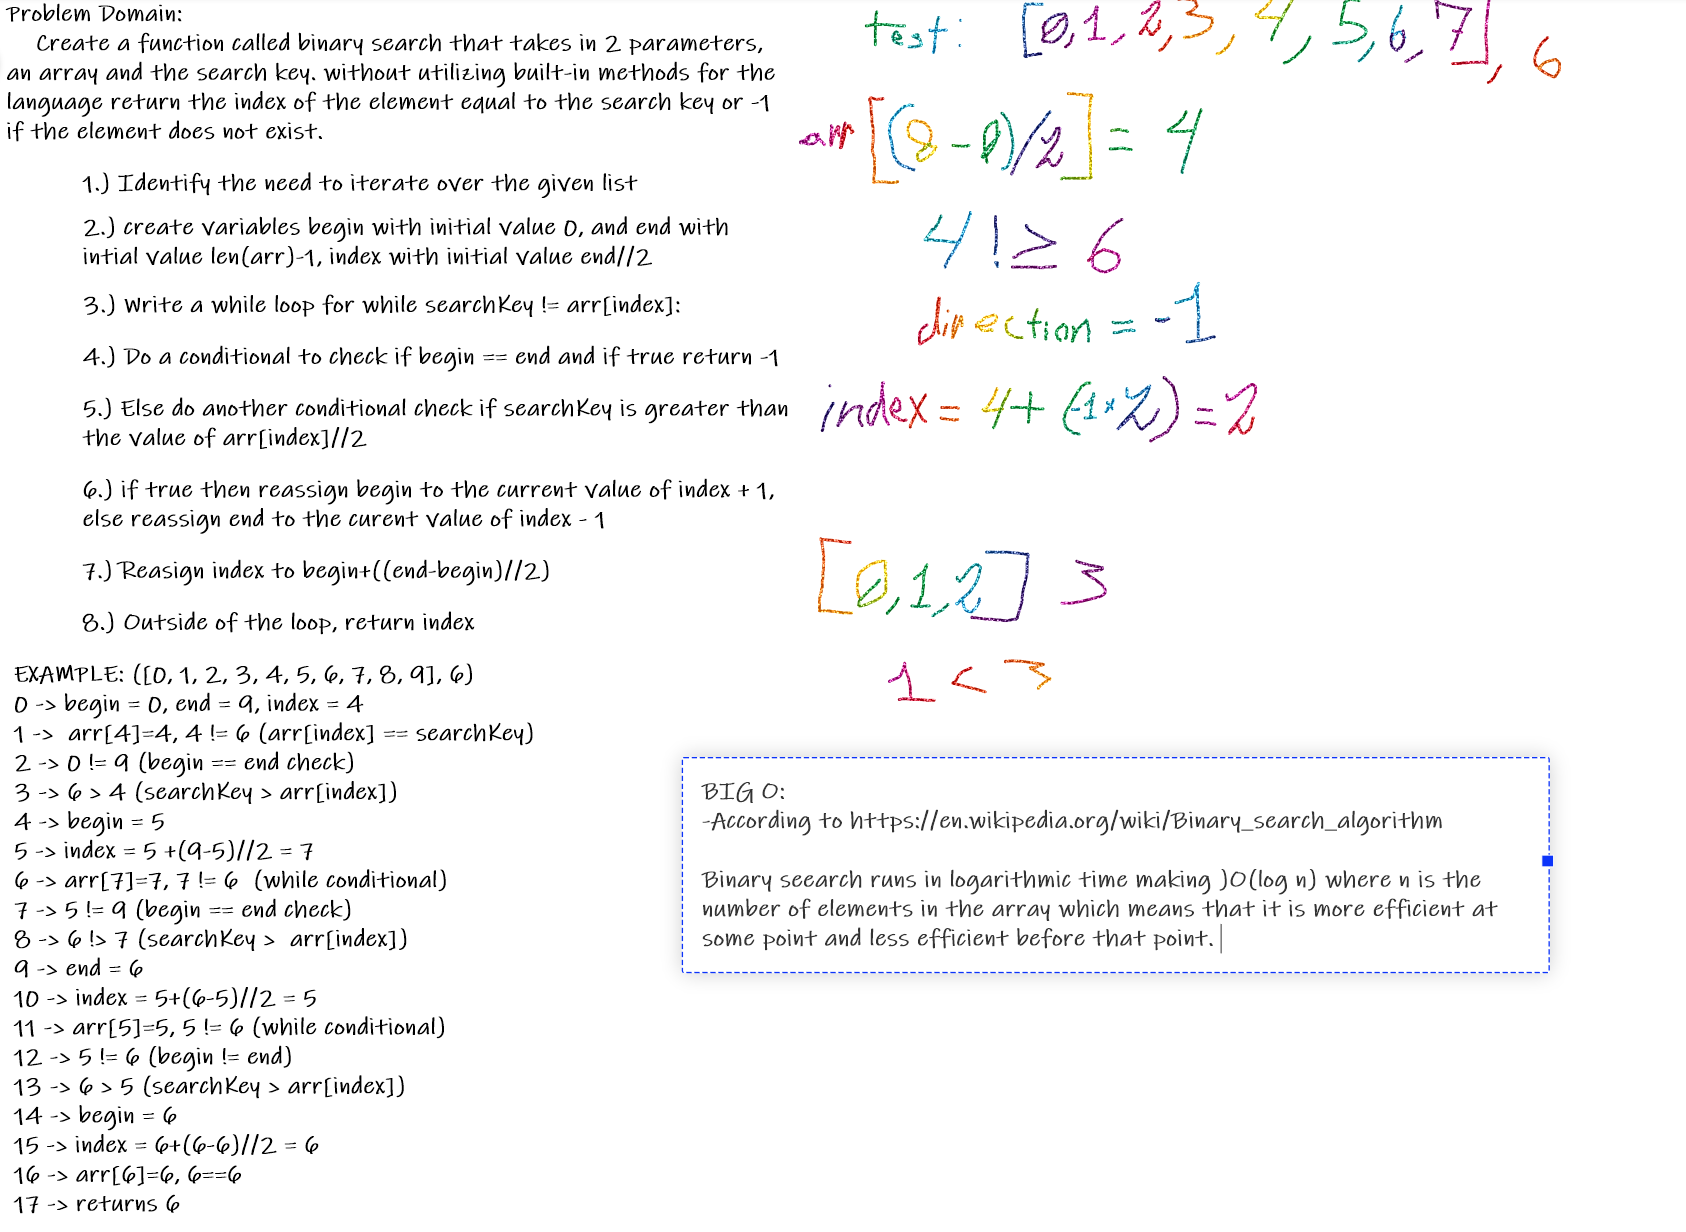 Problem Domain:
Create a function called binary search that takes in 2 parameters,
an array and the search key. without utilizing built-in methods for the
language return the index of the element equal to the search key or -1
if the element does not exist.
1.) Identify the need to iterate over the given list
2.) create variables begin with initial value 0, and end with
intial value len(arr)-1, index with initial value end//2
3.) Write a while loop for while searchKey != arr[index]:
4.) Do a conditional to check if begin == end and if true return -1
5.) Else do another conditional check if searchKey is greater than
the value of arr[index]//2
6.) if true then reassign begin to the current value of index + 1,
else reassign end to the curent value of index - 1
7.) Reasign index to begin+((end-begin)//2)
8.) Outside of the loop, return index
EXAMPLE: ([0, 1, 2, 3, 4, 5, 6, 7, 8, 9], 6)
0 -> begin = 0, end = 9, index = 4
1 -> arr[4]=4, 4 != 6 (arr[index] == searchKey)
2 -> 0 != 9 (begin == end check)
3 -> 6 > 4 (searchKey > arr[index])
4 -> begin = 5
5 -> index = 5 +(9-5)//2 = 7
6 -> arr[7]=7, 7 != 6 (while conditional)
7 -> 5 != 9 (begin == end check)
8 -> 6 !> 7 (searchKey > arr[index])
9 -> end = 6
10 -> index = 5+(6-5)//2 = 5
11 -> arr[5]=5, 5 != 6 (while conditional)
12 -> 5 != 6 (begin != end)
13 -> 6 > 5 (searchKey > arr[index])
14 -> begin = 6
15 -> index = 6+(6-6)//2 = 6
16 -> arr[6]=6, 6==6
17 -> returns 6
test: [0,1,2,3,4,5,6,7], 6
arr[(8-0)/2] = 4
4 !≥ 6
direction = -1
index = 4+(-1*2)=2
[0,1,2] 3
1 < 3
BIG O:
-According to https://en.wikipedia.org/wiki/Binary_search_algorithm
Binary seearch runs in logarithmic time making )O(log n) where n is the
number of elements in the array which means that it is more efficient at
some point and less efficient before that point.